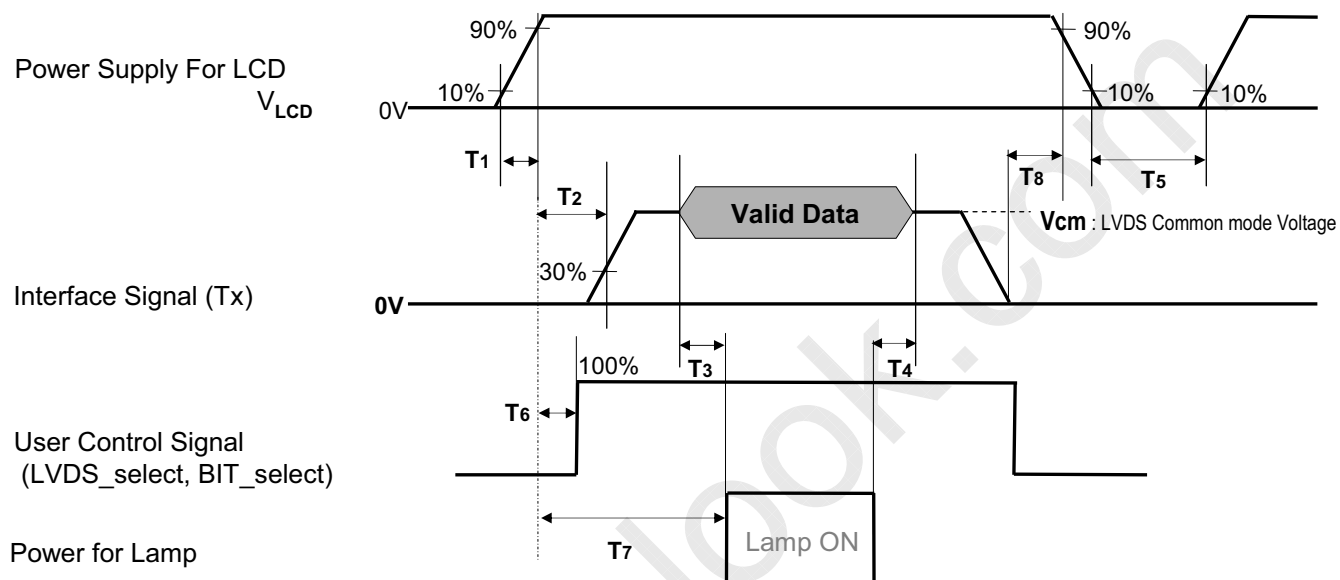 90%
90%
Power Supply For LCD
VLCD
10%
10%
10%
0V
T1
T8
T5
T2
Valid Data
Vcm : LVDS Common mode Voltage
30%
Interface Signal (Tx)
0V
T3
T4
100%
T6
User Control Signal
(LVDS_select, BIT_select)
T7
Lamp ON
Power for Lamp
look.com